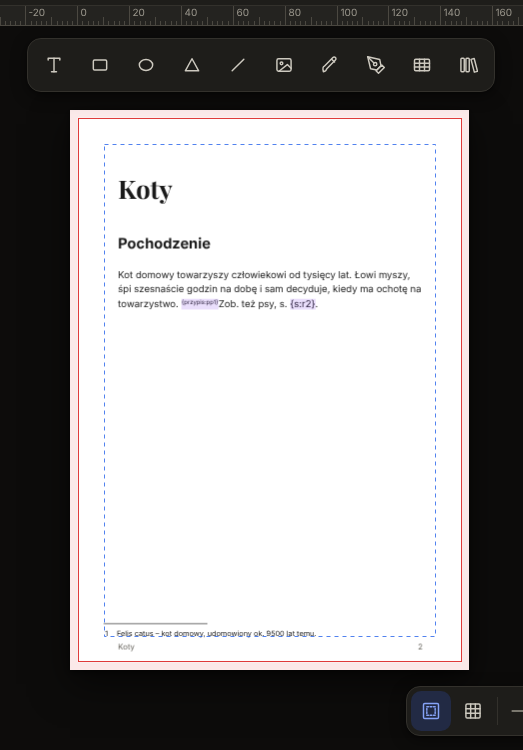 -20 0 20 40 60 80 100 120 140 160
Koty
Pochodzenie
Kot domowy towarzyszy człowiekowi od tysięcy lat. Łowi myszy,
śpi szesnaście godzin na dobę i sam decyduje, kiedy ma ochotę na
towarzystwo. {przypis:pp1}Zob. też psy, s. {s:r2}.
1 Felis catus – kot domowy, udomowiony ok. 9500 lat temu.
Koty 2